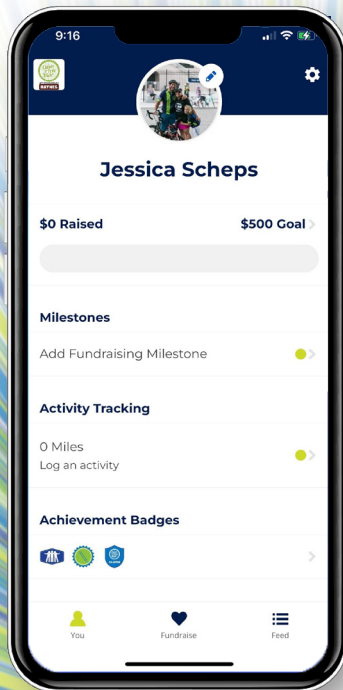 9:16
Jessica Scheps
$0 Raised $500 Goal
Milestones
Add Fundraising Milestone
Activity Tracking
0 Miles
Log an activity
Achievement Badges
You Fundraise Feed